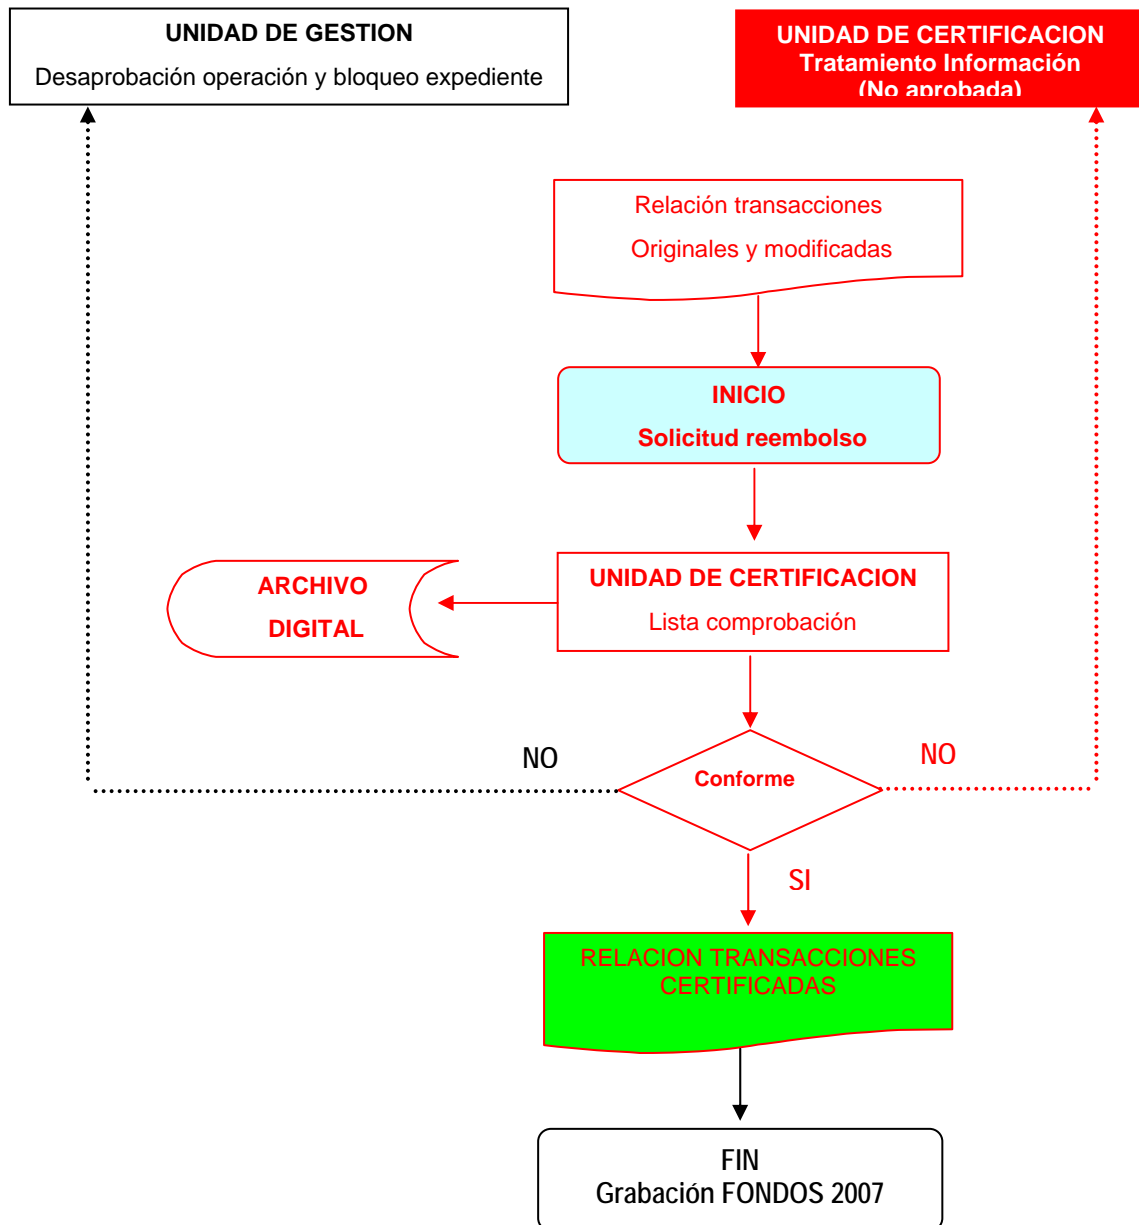 UNIDAD DE GESTION
Desaprobación operación y bloqueo expediente
UNIDAD DE CERTIFICACION
Tratamiento Información
(No aprobada)
Relación transacciones
Originales y modificadas
INICIO
Solicitud reembolso
ARCHIVO
DIGITAL
UNIDAD DE CERTIFICACION
Lista comprobación
NO
Conforme
NO
SI
RELACION TRANSACCIONES
CERTIFICADAS
FIN
Grabación FONDOS 2007